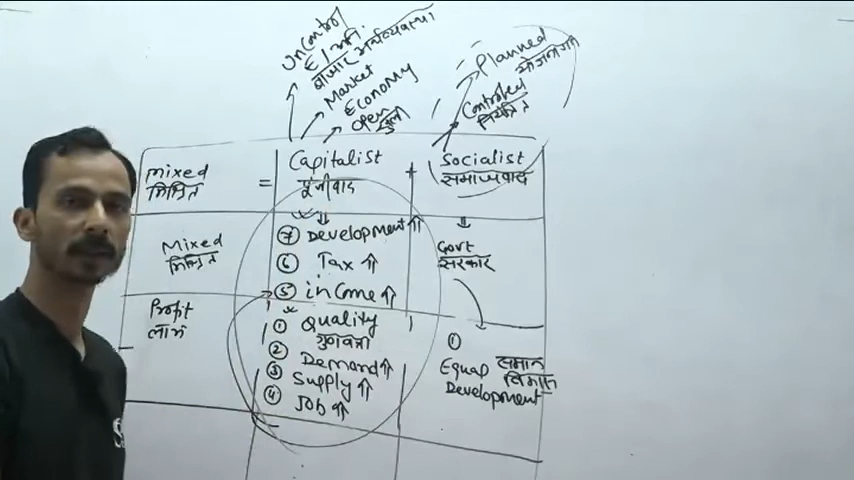 UnControl
बाजार अर्थव्यवस्था
Market
Economy
Open
खुली
Planned
योजनागत
Controlled
नियंत्रित
Mixed
मिश्रित
=
Capitalist
पूंजीवाद
+
Socialist
समाजवाद
Mixed
मिश्रित
⑦ Development ↑
⑥ Tax ↑
⑤ inCome ↑
Govt
सरकार
Profit
लाभ
① Quality
गुणवत्ता
② Demand ↑
③ Supply ↑
④ Job ↑
①
Equal समान
विकास
Development